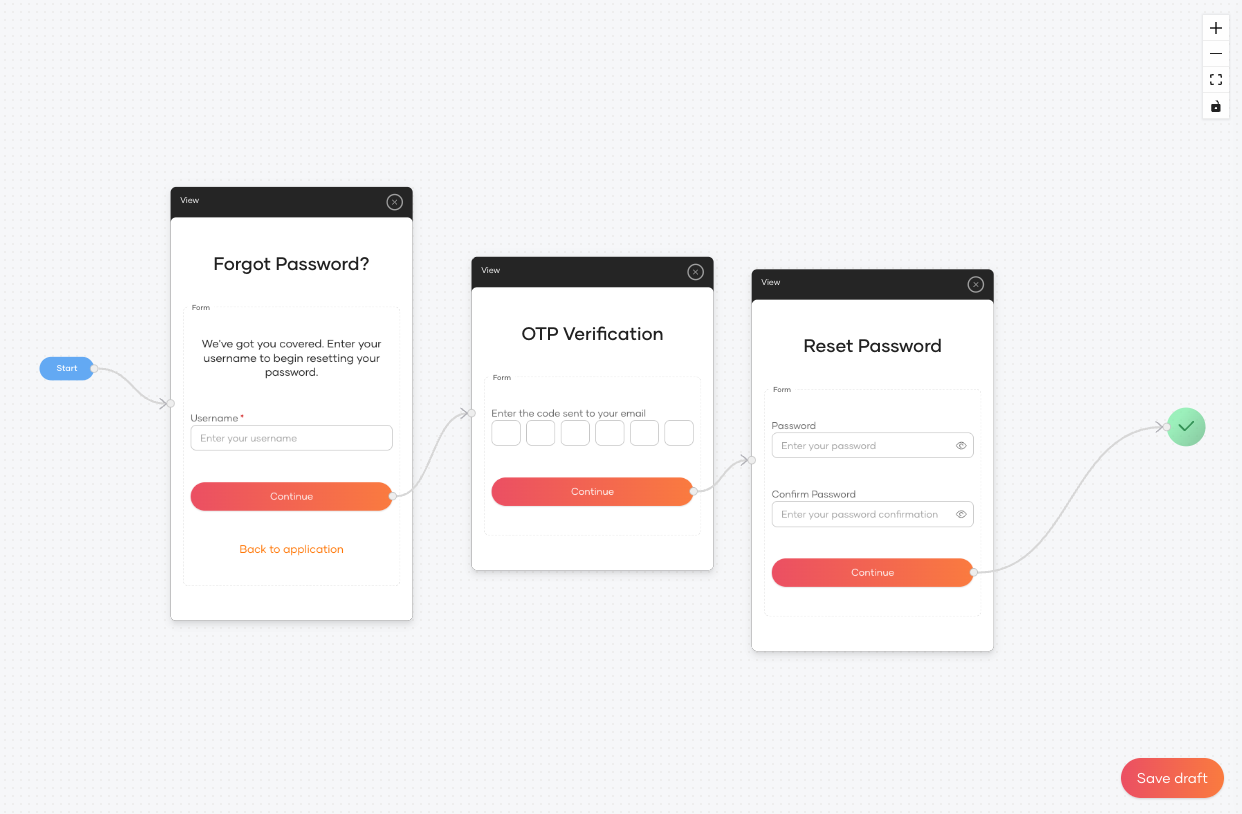 Start
View
Forgot Password?
Form
We've got you covered. Enter your
username to begin resetting your
password.
Username *
Enter your username
Continue
Back to application
View
OTP Verification
Form
Enter the code sent to your email
Continue
View
Reset Password
Form
Password
Enter your password
Confirm Password
Enter your password confirmation
Continue
Save draft